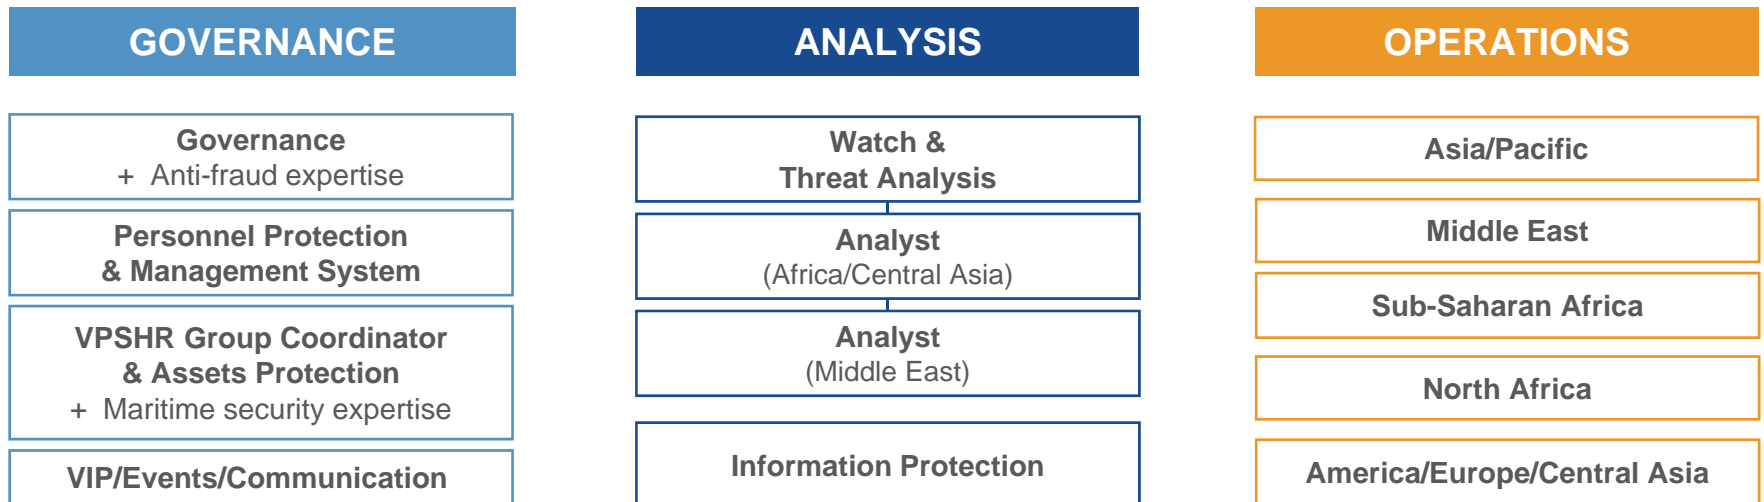 GOVERNANCE
Governance
+ Anti-fraud expertise
Personnel Protection
& Management System
VPSHR Group Coordinator
& Assets Protection
+ Maritime security expertise
VIP/Events/Communication
ANALYSIS
Watch &
Threat Analysis
Analyst
(Africa/Central Asia)
Analyst
(Middle East)
Information Protection
OPERATIONS
Asia/Pacific
Middle East
Sub-Saharan Africa
North Africa
America/Europe/Central Asia